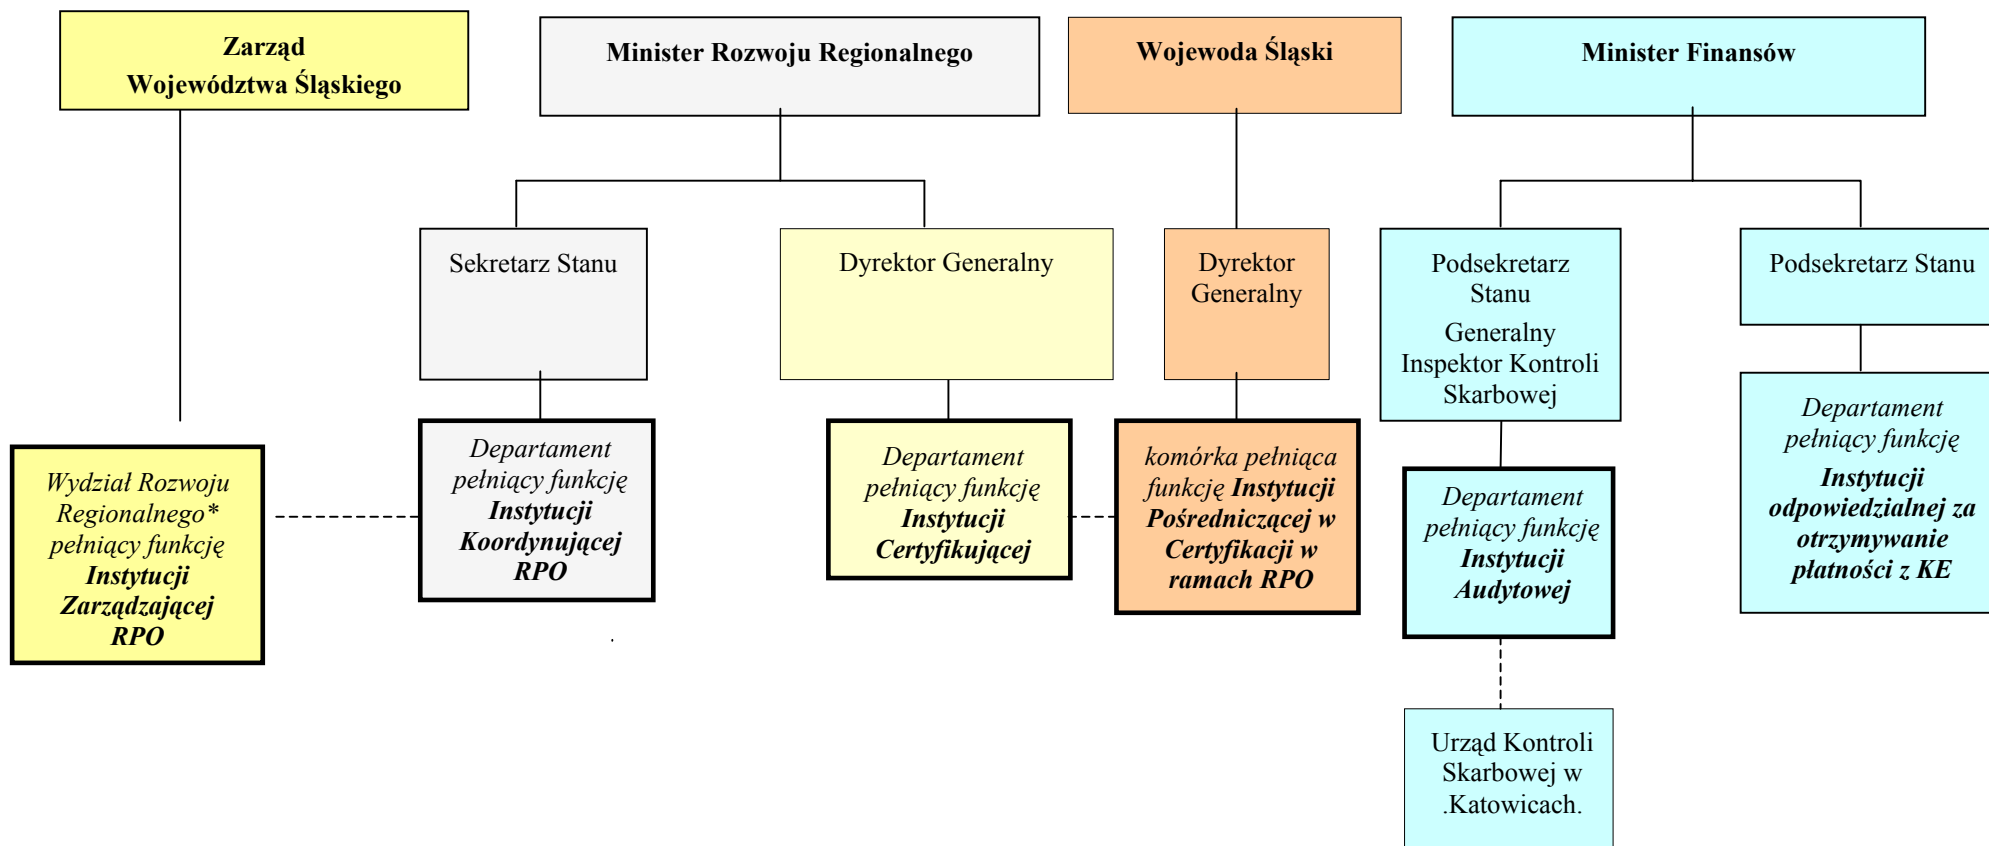 Zarząd
Województwa Śląskiego
Minister Rozwoju Regionalnego
Wojewoda Śląski
Minister Finansów
Sekretarz Stanu
Dyrektor Generalny
Dyrektor
Generalny
Podsekretarz
Stanu
Generalny
Inspektor Kontroli
Skarbowej
Podsekretarz Stanu
Wydział Rozwoju
Regionalnego*
pełniący funkcję
Instytucji
Zarządzającej
RPO
Departament
pełniący funkcję
Instytucji
Koordynującej
RPO
Departament
pełniący funkcję
Instytucji
Certyfikującej
komórka pełniąca
funkcję Instytucji
Pośredniczącej w
Certyfikacji w
ramach RPO
Departament
pełniący funkcję
Instytucji
Audytowej
Departament
pełniący funkcję
Instytucji
odpowiedzialnej za
otrzymywanie
płatności z KE
.
Urząd Kontroli
Skarbowej w
.Katowicach.